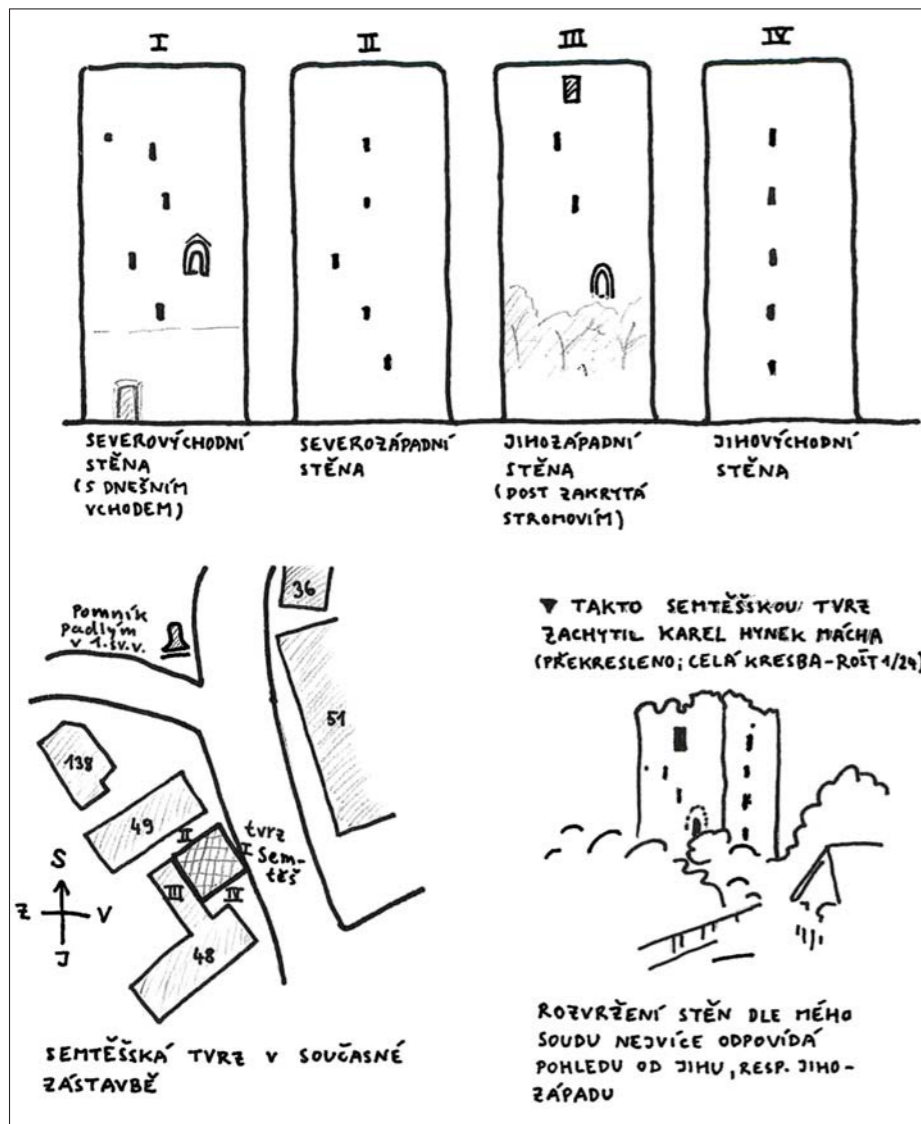 I II III IV
SEVEROVÝCHODNÍ
STĚNA
(S DNEŠNÍM
VCHODEM)
SEVEROZÁPADNÍ
STĚNA
JIHOZÁPADNÍ
STĚNA
(DOST ZAKRYTÁ
STROMOVÍM)
JIHOVÝCHODNÍ
STĚNA
Pomník
padlým
v 1.sv.v.
36
51
138
49
II
tvrz
I Sem-
těš
III IV
48
S
Z V
J
SEMTĚŠSKÁ TVRZ V SOUČASNÉ
ZÁSTAVBĚ
▼ TAKTO SEMTĚŠSKOU TVRZ
ZACHYTIL KAREL HYNEK MÁCHA
(PŘEKRESLENO; CELÁ KRESBA-ROŠT 1/24)
ROZVRŽENÍ STĚN DLE MÉHO
SOUDU NEJVÍCE ODPOVÍDÁ
POHLEDU OD JIHU, RESP. JIHO-
ZÁPADU